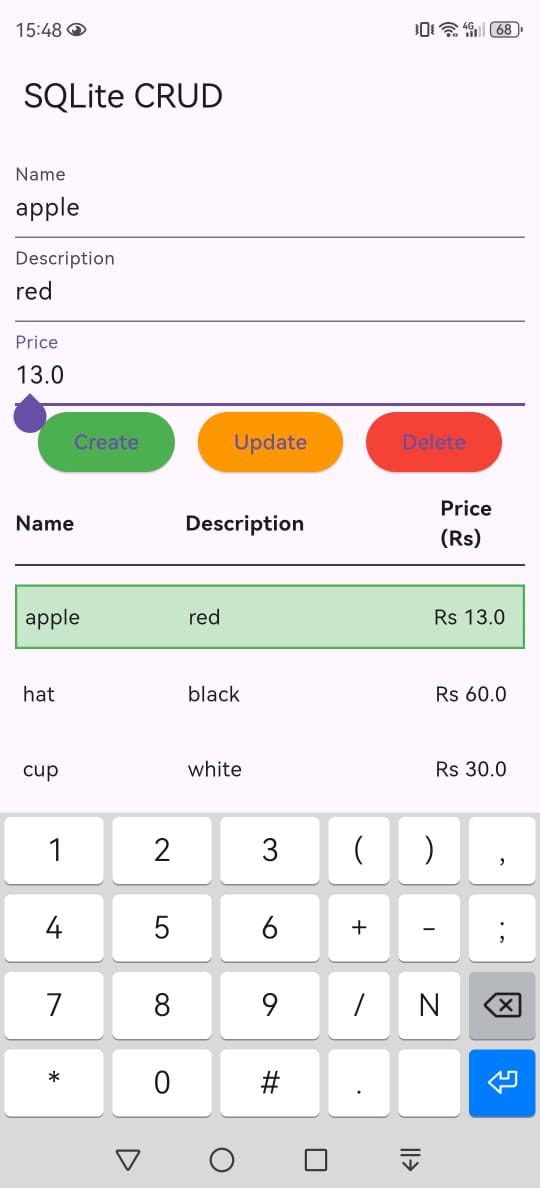 15:48 4G 68
SQLite CRUD
Name
apple
Description
red
Price
13.0
Create Update Delete
Name Description Price (Rs)
apple red Rs 13.0
hat black Rs 60.0
cup white Rs 30.0
1 2 3 ( ) ,
4 5 6 + - ;
7 8 9 / N
* 0 # .